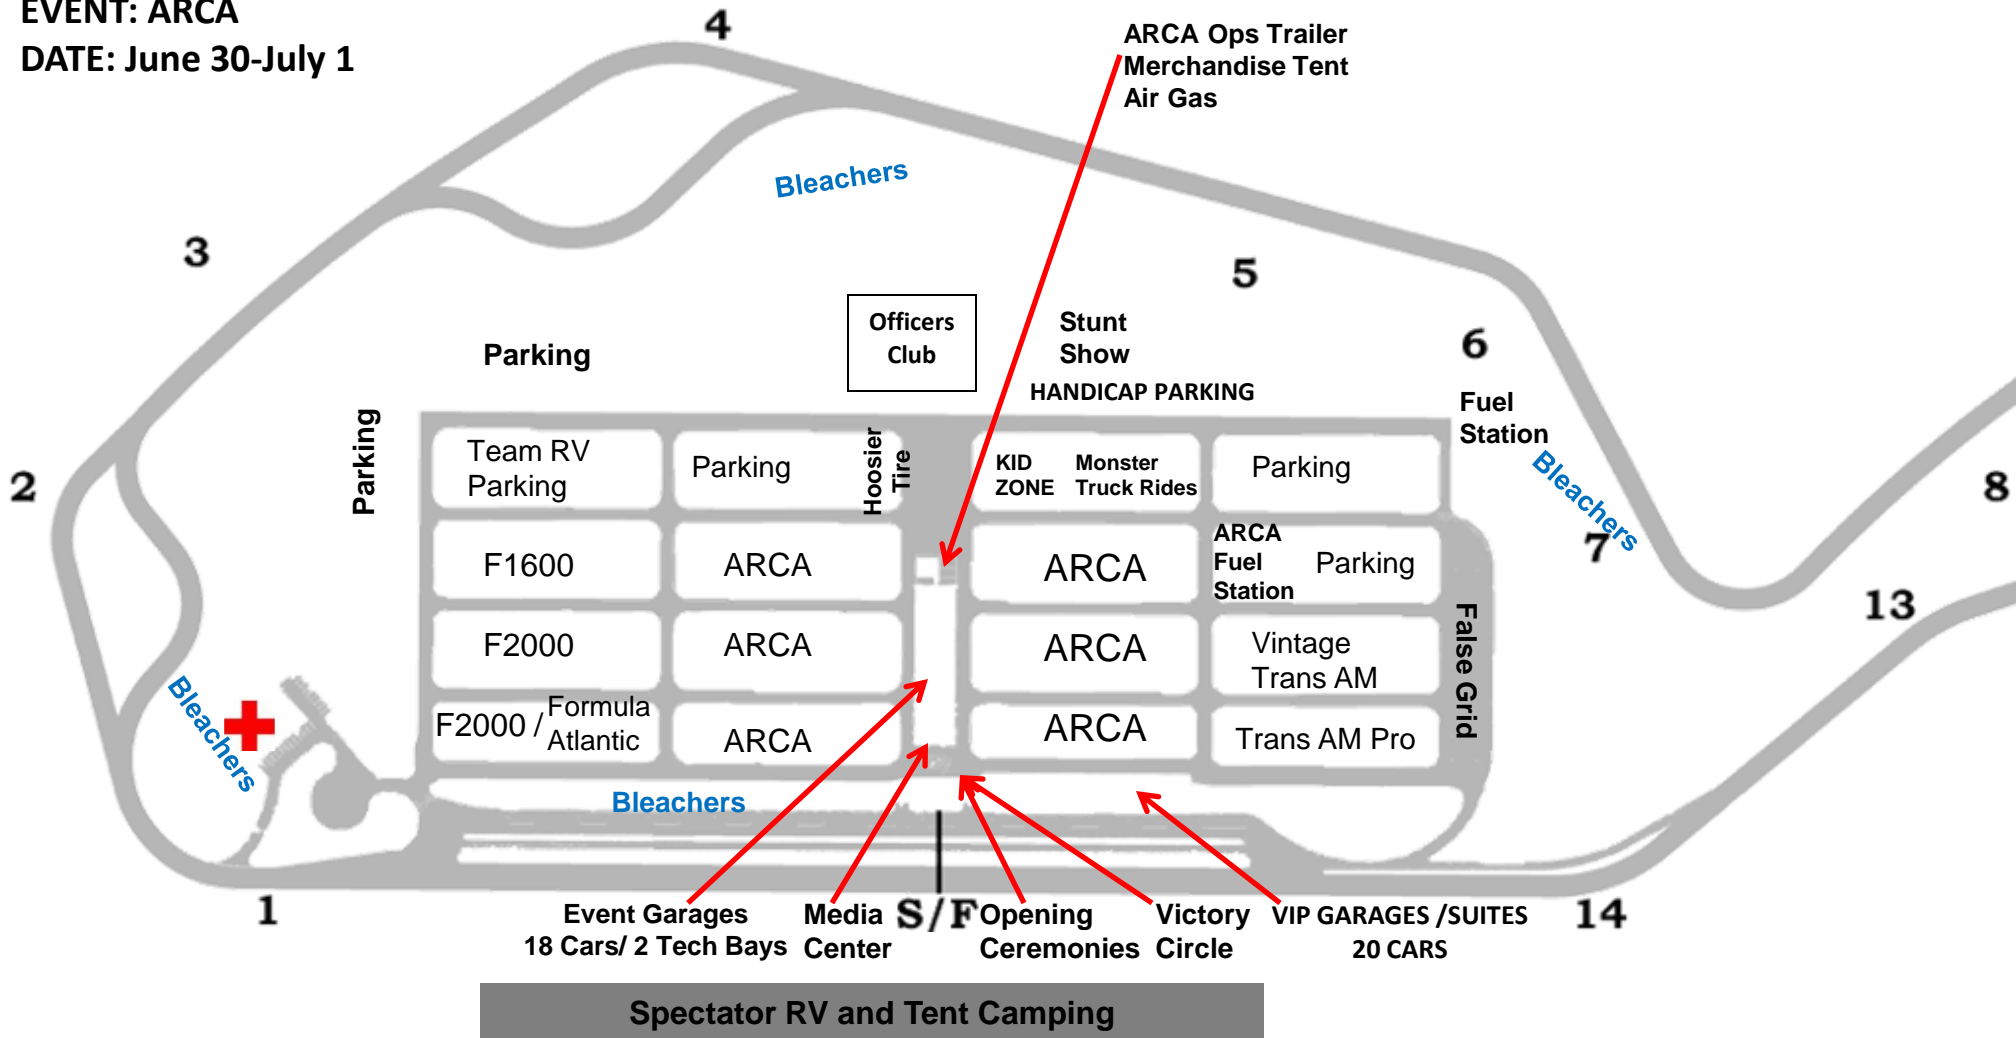 EVENT: ARCA
DATE: June 30-July 1
4
ARCA Ops Trailer
Merchandise Tent
Air Gas
Bleachers
3
5
Officers
Club
Stunt
Show
6
Parking
HANDICAP PARKING
Fuel
Station
Parking
Team RV
Parking
Parking
Hoosier
Tire
KID
ZONE
Monster
Truck Rides
Parking
Bleachers
2
8
F1600
ARCA
ARCA
ARCA
Fuel
Station
Parking
7
13
F2000
ARCA
ARCA
Vintage
Trans AM
False Grid
Bleachers
F2000 /
Formula
Atlantic
ARCA
ARCA
Trans AM Pro
Bleachers
1
Event Garages
18 Cars/ 2 Tech Bays
Media
Center
S/F
Opening
Ceremonies
Victory
Circle
VIP GARAGES /SUITES
20 CARS
14
Spectator RV and Tent Camping